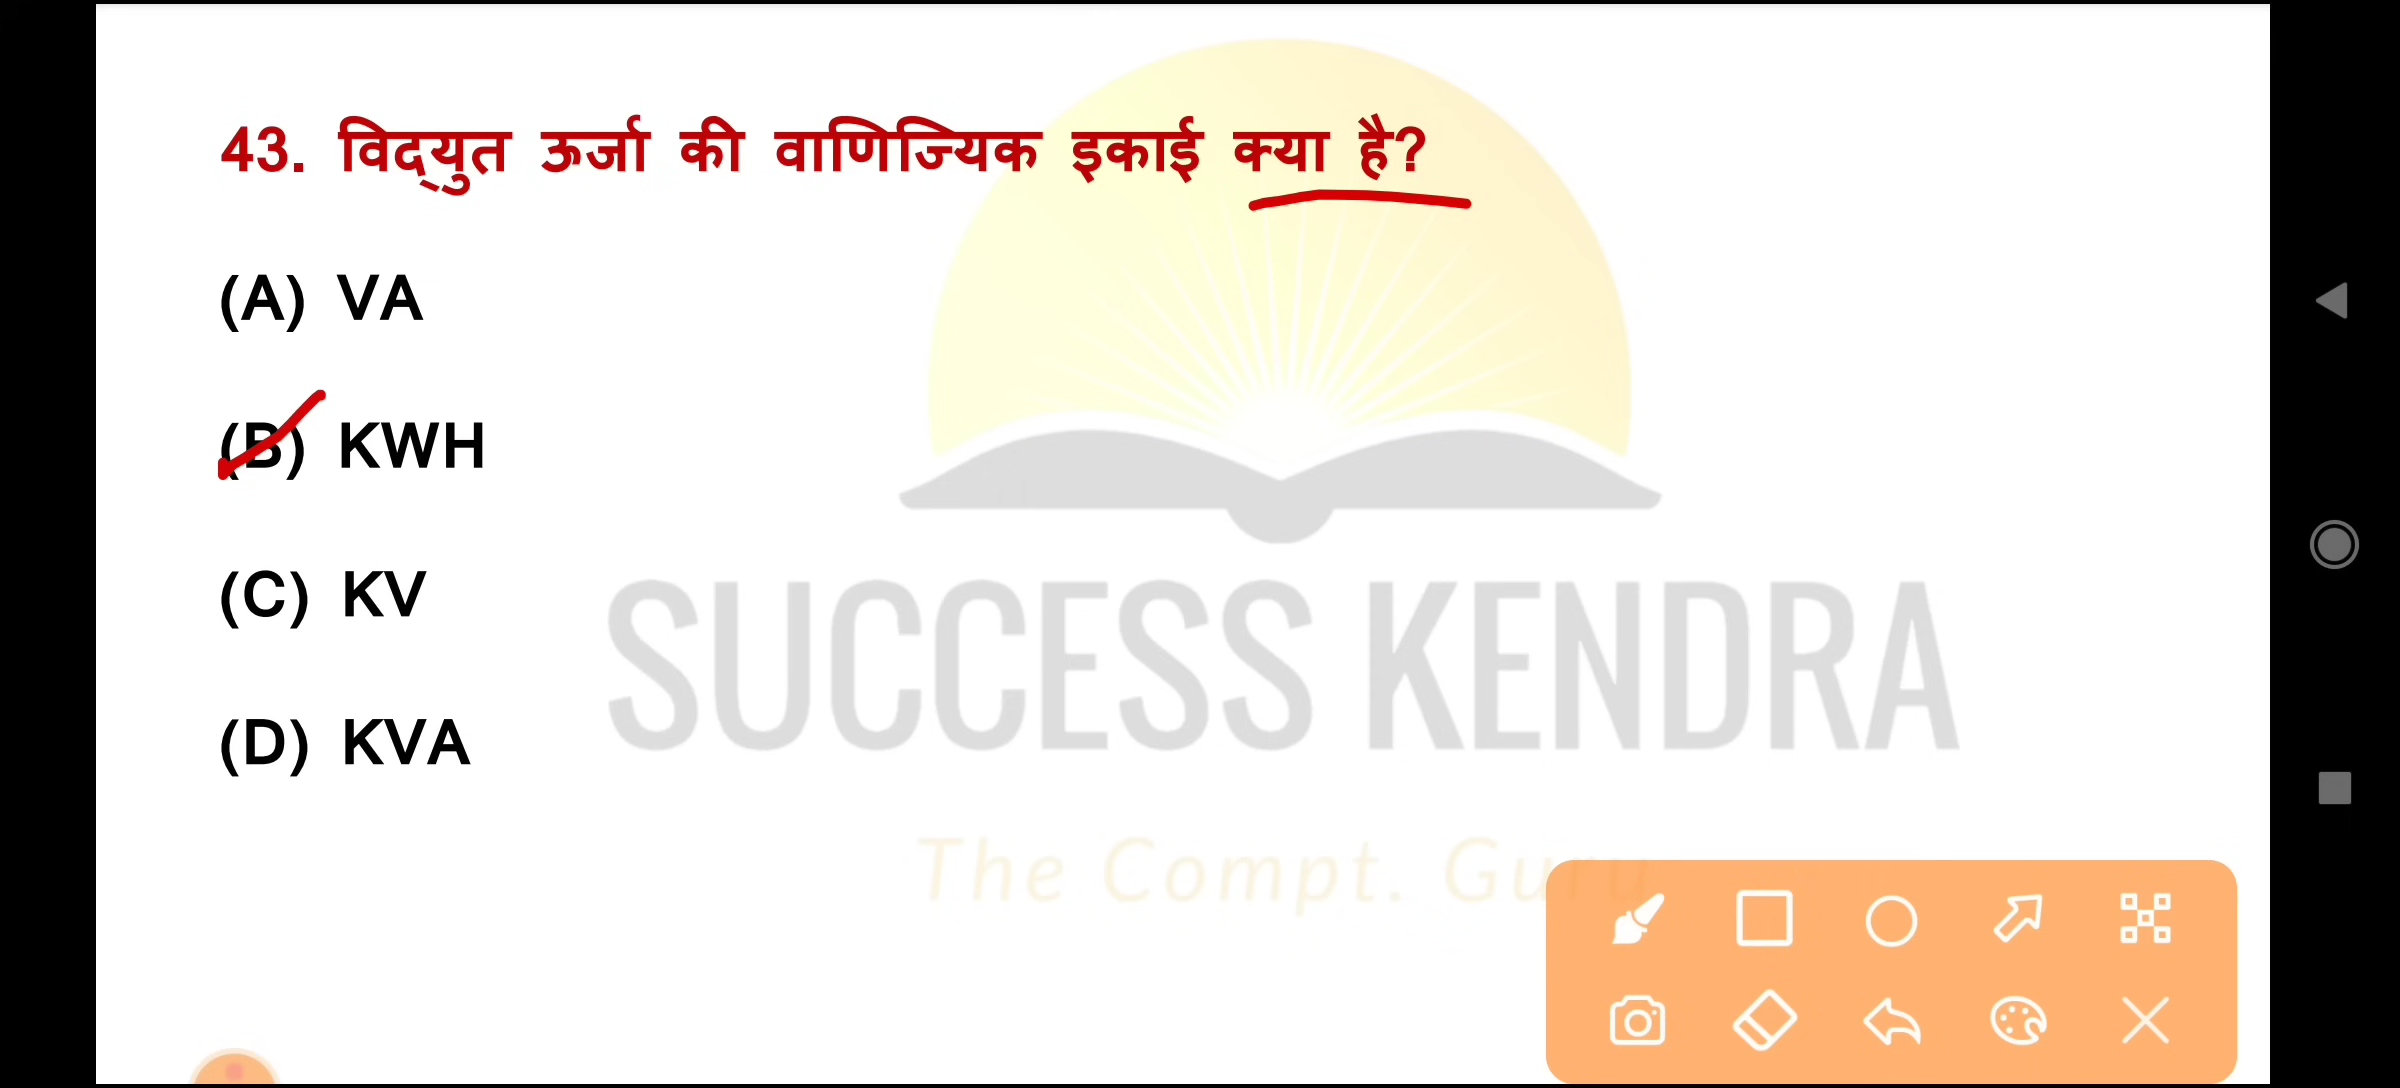 43. विद्युत ऊर्जा की वाणिज्यिक इकाई क्या है?
(A) VA
(B) KWH
(C) KV
(D) KVA
SUCCESS KENDRA
The Compt. Guru